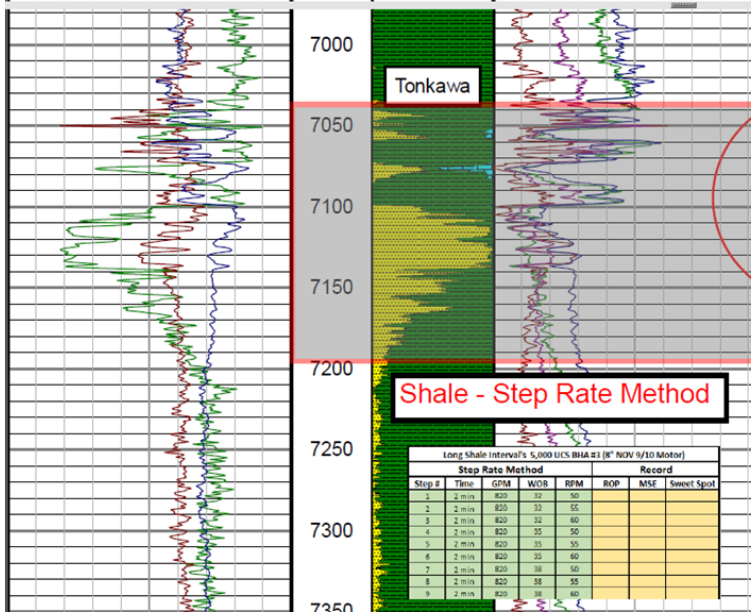 7000
Tonkawa
7050
7100
7150
7200
Shale - Step Rate Method
7250
Long Shale Interval's 5,000 UCS BHA #3 (8" NOV 9/10 Motor)
Step Rate Method Record
Step # Time GPM WOB RPM ROP MSE Sweet Spot
1 2 min 820 32 50
2 2 min 820 32 55
3 2 min 820 32 60
4 2 min 820 35 50
5 2 min 820 35 55
6 2 min 820 35 60
7 2 min 820 38 50
8 2 min 820 38 55
9 2 min 820 38 60
7300
7350